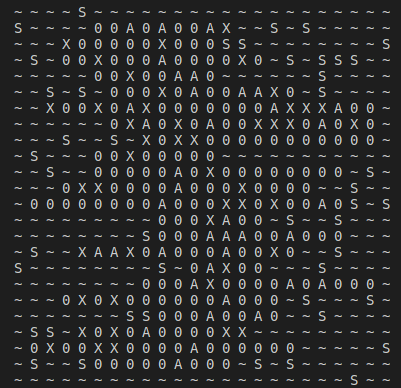 ~ ~ ~ ~ S ~ ~ ~ ~ ~ ~ ~ ~ ~ ~ ~ ~ ~ ~ ~ ~ ~ ~ ~
S ~ ~ ~ ~ 0 0 A 0 A 0 0 A X ~ ~ S ~ S ~ ~ ~ ~ ~
~ ~ ~ X 0 0 0 0 0 X 0 0 0 S S ~ ~ ~ ~ ~ ~ ~ ~ S
~ S ~ 0 0 X 0 0 0 A 0 0 0 0 X 0 ~ S ~ S S S ~ ~
~ ~ ~ ~ ~ 0 0 X 0 0 A A 0 ~ ~ ~ ~ ~ ~ S ~ ~ ~ ~
~ ~ S ~ S ~ 0 0 0 X 0 A 0 0 A A X 0 ~ S ~ ~ ~ ~
~ ~ X 0 0 X 0 A X 0 0 0 0 0 0 0 A X X X A 0 0 ~
~ ~ ~ ~ ~ ~ 0 X A 0 X 0 A 0 0 X X X 0 A 0 X 0 ~
~ ~ ~ S ~ ~ S ~ X 0 X X 0 0 0 0 0 0 0 0 0 0 0 ~
~ S ~ ~ ~ 0 0 X 0 0 0 0 0 ~ ~ ~ ~ ~ ~ ~ ~ ~ ~ ~
~ ~ S ~ ~ 0 0 0 0 0 A 0 X 0 0 0 0 0 0 0 0 ~ S ~
~ ~ ~ 0 X X 0 0 0 0 A 0 0 0 X 0 0 0 0 ~ ~ S ~ ~
~ 0 0 0 0 0 0 0 0 A 0 0 0 X X 0 X 0 0 A 0 S ~ S
~ ~ ~ ~ ~ ~ ~ ~ ~ 0 0 0 X A A 0 ~ S ~ ~ S ~ ~ ~
~ ~ ~ ~ ~ ~ ~ ~ S 0 0 0 A A A 0 0 A 0 0 0 ~ ~ ~
~ S ~ ~ X A A X 0 A 0 0 0 A 0 0 X 0 ~ ~ S ~ ~ ~
S ~ ~ ~ ~ ~ ~ ~ ~ S ~ 0 A X 0 0 ~ ~ ~ S ~ ~ ~ ~
~ ~ ~ ~ ~ ~ ~ ~ 0 0 0 A X 0 0 0 0 A 0 A 0 0 0 ~
~ ~ ~ 0 X 0 X 0 0 0 0 0 0 A 0 0 0 ~ S ~ ~ ~ S ~
~ ~ ~ ~ ~ ~ ~ S S 0 0 0 A 0 0 A 0 ~ ~ S ~ ~ ~ ~
~ S S ~ X 0 X 0 A 0 0 0 0 X X ~ ~ ~ ~ ~ ~ ~ ~ ~
~ 0 X 0 0 X X 0 0 0 0 A 0 0 0 0 0 0 ~ ~ ~ ~ ~ S
~ S ~ ~ S 0 0 0 0 0 A 0 0 0 ~ S ~ S ~ ~ ~ ~ ~ ~
~ ~ ~ ~ ~ ~ ~ ~ ~ ~ ~ ~ ~ ~ ~ ~ ~ ~ ~ ~ ~ S ~ ~